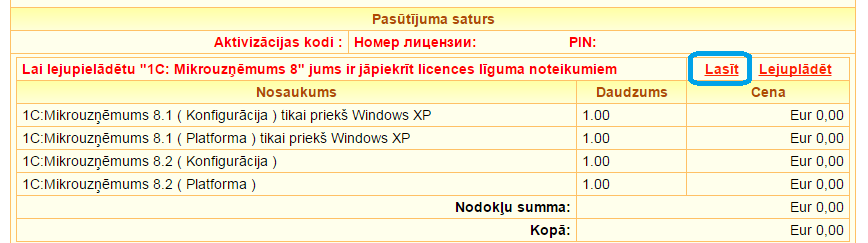 Pasūtījuma saturs
Aktivizācijas kodi : Номер лицензии: PIN:
Lai lejupielādētu "1C: Mikrouzņēmums 8" jums ir jāpiekrīt licences līguma noteikumiem Lasīt Lejuplādēt
Nosaukums Daudzums Cena
1C:Mikrouzņēmums 8.1 ( Konfigurācija ) tikai priekš Windows XP 1.00 Eur 0,00
1C:Mikrouzņēmums 8.1 ( Platforma ) tikai priekš Windows XP 1.00 Eur 0,00
1C:Mikrouzņēmums 8.2 ( Konfigurācija ) 1.00 Eur 0,00
1C:Mikrouzņēmums 8.2 ( Platforma ) 1.00 Eur 0,00
Nodokļu summa: Eur 0,00
Kopā: Eur 0,00